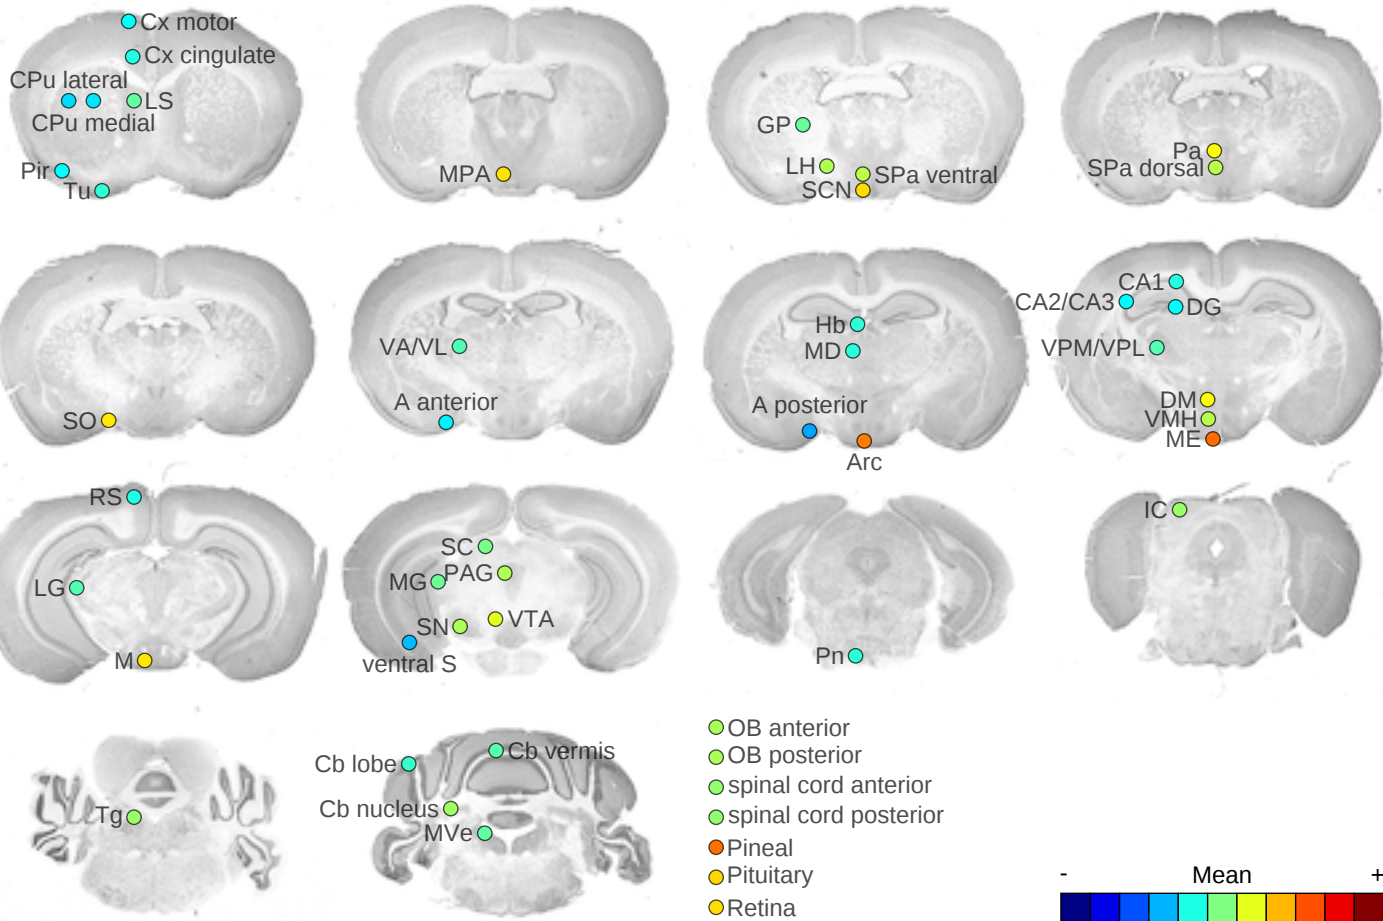 Cx motor
Cx cingulate
CPu lateral
LS
CPu medial
Pir
Tu
MPA
GP
LH
SPa ventral
SCN
Pa
SPa dorsal
SO
VA/VL
A anterior
Hb
MD
A posterior
Arc
CA1
CA2/CA3
DG
VPM/VPL
DM
VMH
ME
RS
LG
M
SC
MG
PAG
SN
VTA
ventral S
Pn
IC
Tg
Cb lobe
Cb vermis
Cb nucleus
MVe
OB anterior
OB posterior
spinal cord anterior
spinal cord posterior
Pineal
Pituitary
Retina
- Mean +